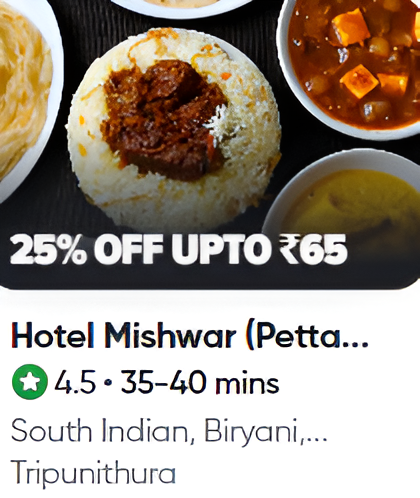 25% OFF UPTO ₹65
Hotel Mishwar (Petta...
4.5 • 35-40 mins
South Indian, Biryani,...
Tripunithura